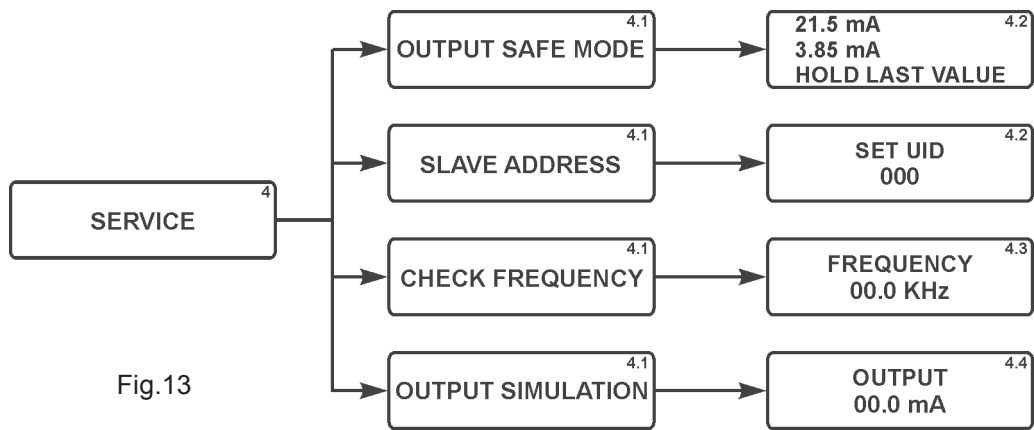 4
SERVICE
4.1
OUTPUT SAFE MODE
4.2
21.5 mA
3.85 mA
HOLD LAST VALUE
4.1
SLAVE ADDRESS
4.2
SET UID
000
4.1
CHECK FREQUENCY
4.3
FREQUENCY
00.0 KHz
4.1
OUTPUT SIMULATION
4.4
OUTPUT
00.0 mA
Fig.13